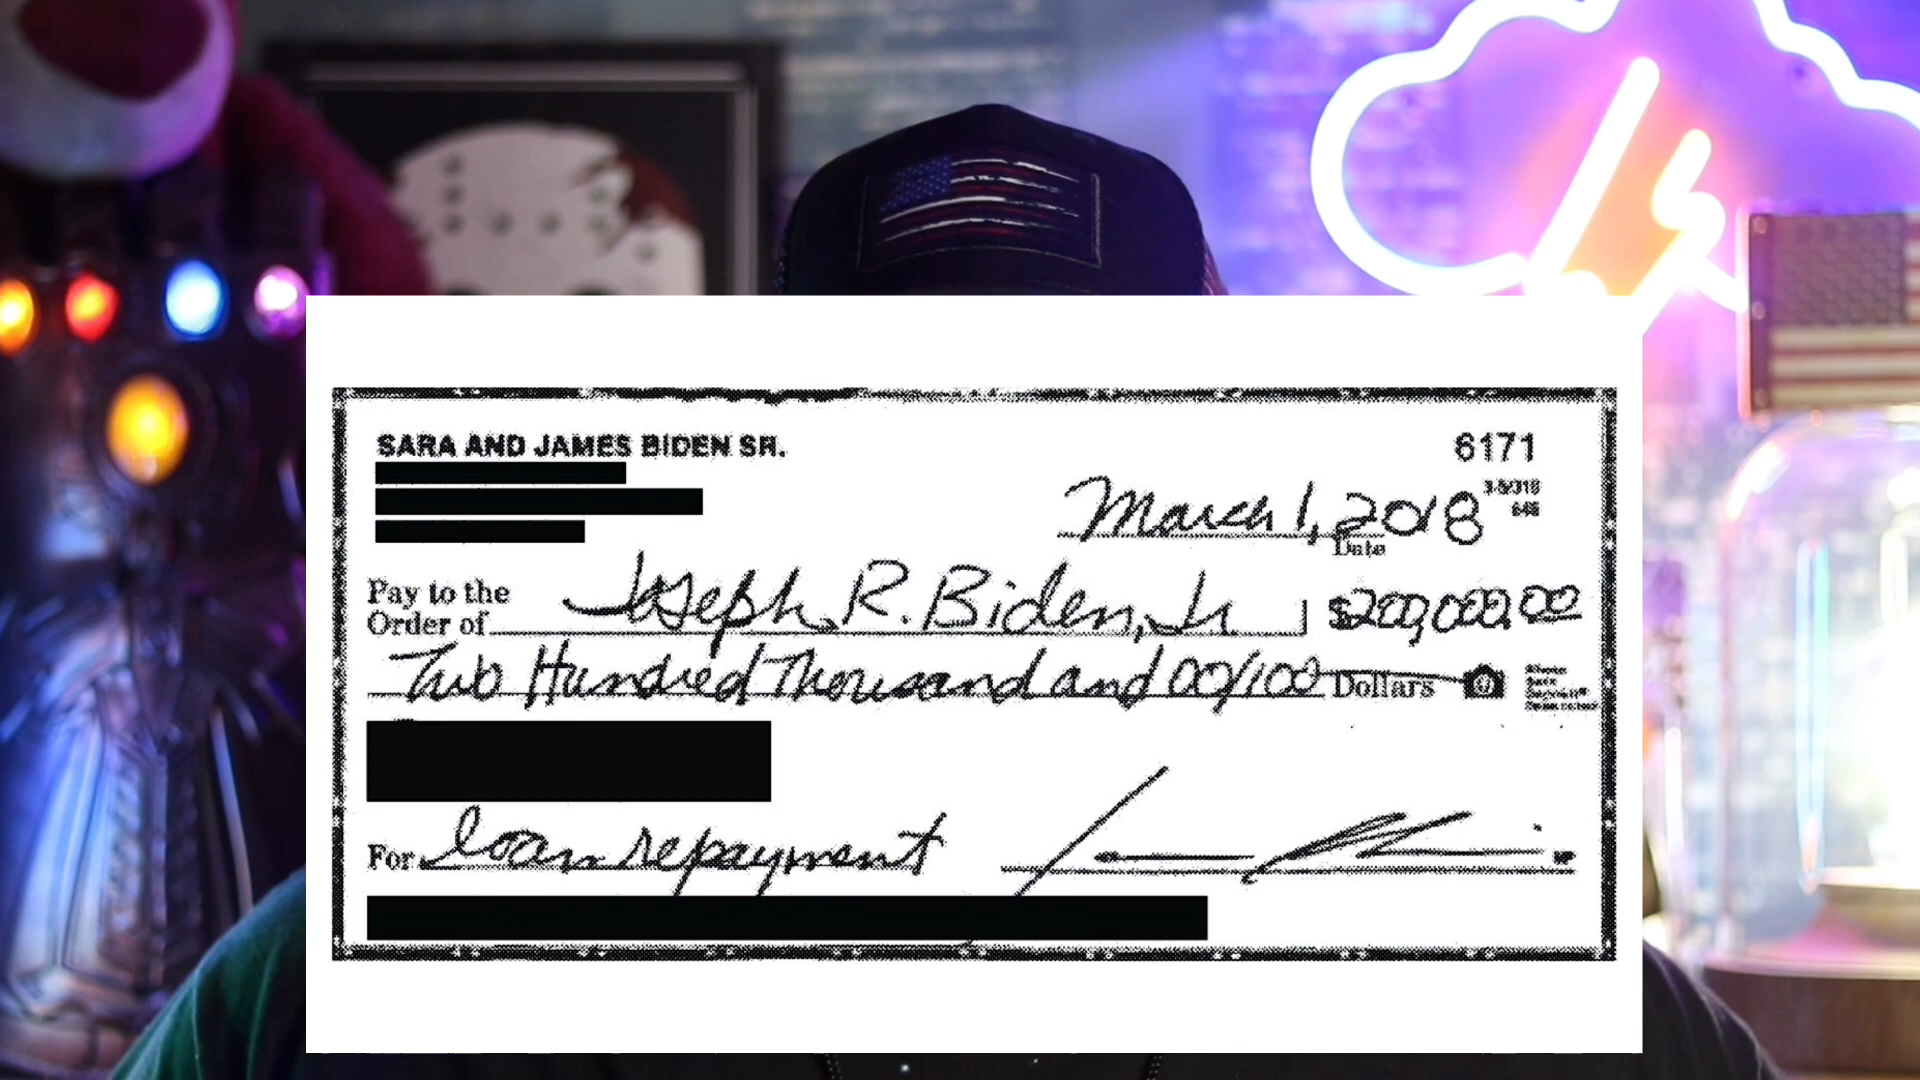 SARA AND JAMES BIDEN SR.
6171
March 1, 2018
Date
Pay to the
Order of
Joseph R. Biden, Jr
$200,000.00
Two Hundred Thousand and 00/100 Dollars
For loan repayment